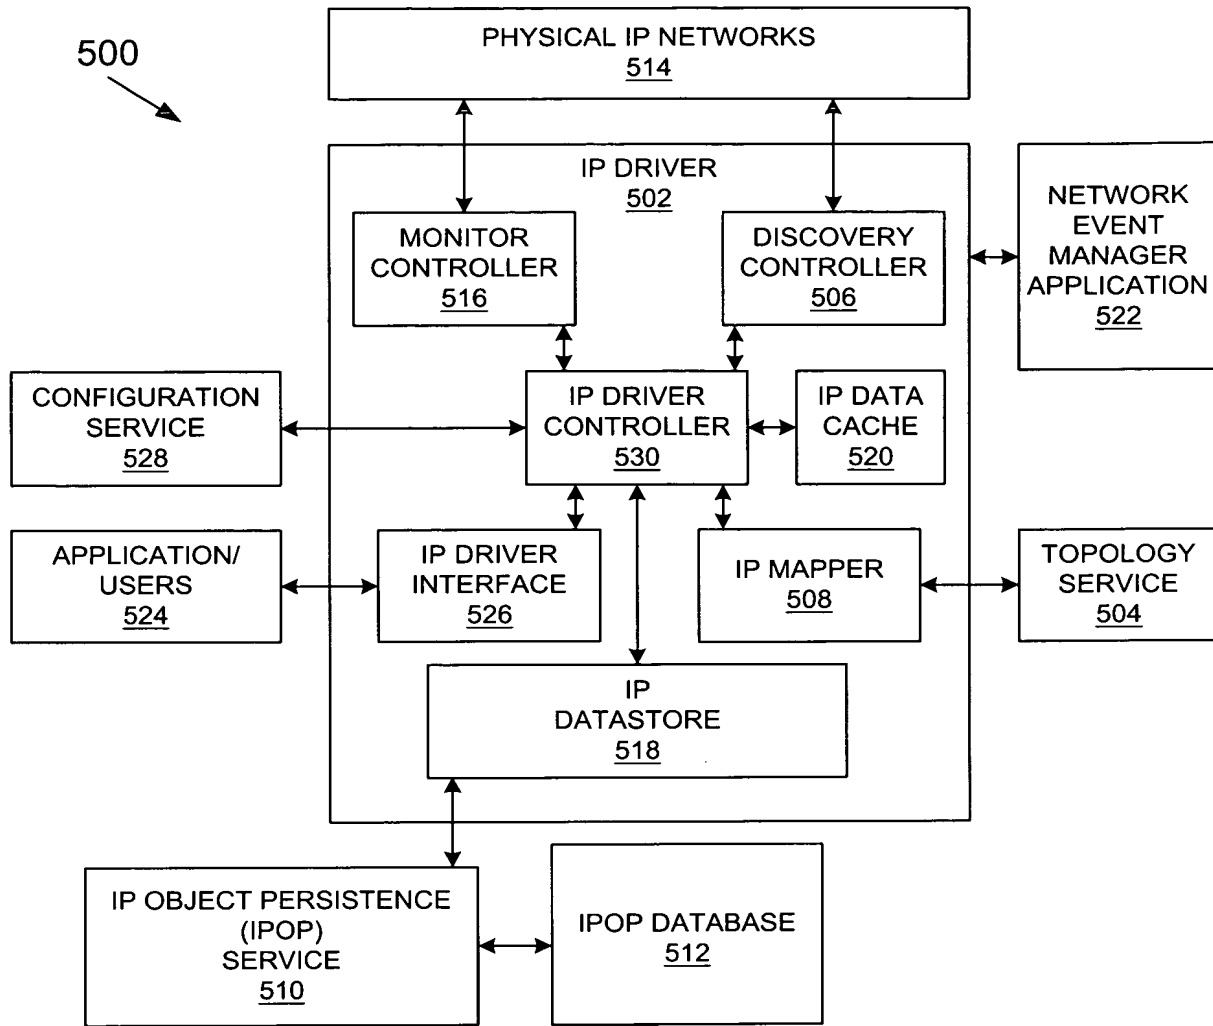 500
PHYSICAL IP NETWORKS
514
IP DRIVER
502
MONITOR
CONTROLLER
516
DISCOVERY
CONTROLLER
506
NETWORK
EVENT
MANAGER
APPLICATION
522
CONFIGURATION
SERVICE
528
IP DRIVER
CONTROLLER
530
IP DATA
CACHE
520
APPLICATION/
USERS
524
IP DRIVER
INTERFACE
526
IP MAPPER
508
TOPOLOGY
SERVICE
504
IP
DATASTORE
518
IP OBJECT PERSISTENCE
(IPOP)
SERVICE
510
IPOP DATABASE
512